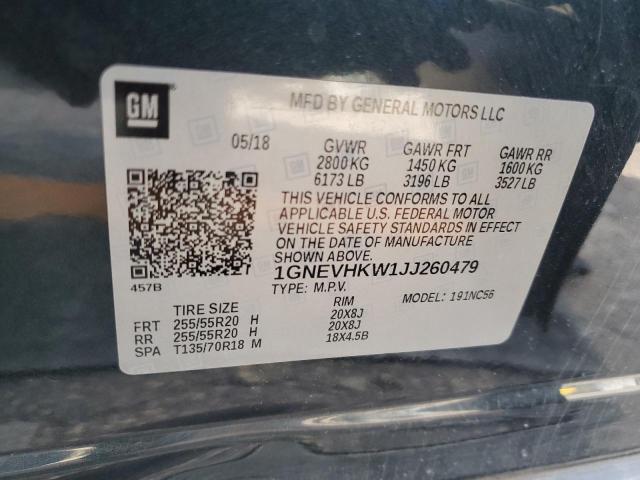 GM
MFD BY GENERAL MOTORS LLC
05/18 GVWR GAWR FRT GAWR RR
2800 KG 1450 KG 1600 KG
6173 LB 3196 LB 3527 LB
THIS VEHICLE CONFORMS TO ALL
APPLICABLE U.S. FEDERAL MOTOR
VEHICLE SAFETY STANDARDS IN EFFECT
ON THE DATE OF MANUFACTURE
SHOWN ABOVE.
1GNEVHKW1JJ260479
457B
TYPE: M.P.V. MODEL: 191NC56
TIRE SIZE RIM
FRT 255/55R20 H 20X8J
RR 255/55R20 H 20X8J
SPA T135/70R18 M 18X4.5B